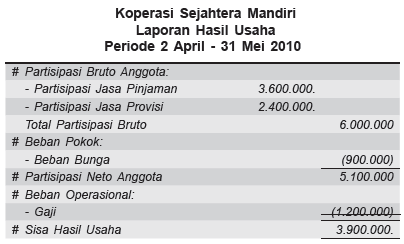 Koperasi Sejahtera Mandiri
Laporan Hasil Usaha
Periode 2 April - 31 Mei 2010
# Partisipasi Bruto Anggota:
- Partisipasi Jasa Pinjaman 3.600.000.
- Partisipasi Jasa Provisi 2.400.000.
Total Partisipasi Bruto 6.000.000
# Beban Pokok:
- Beban Bunga (900.000)
# Partisipasi Neto Anggota 5.100.000
# Beban Operasional:
- Gaji (1.200.000)
# Sisa Hasil Usaha 3.900.000.